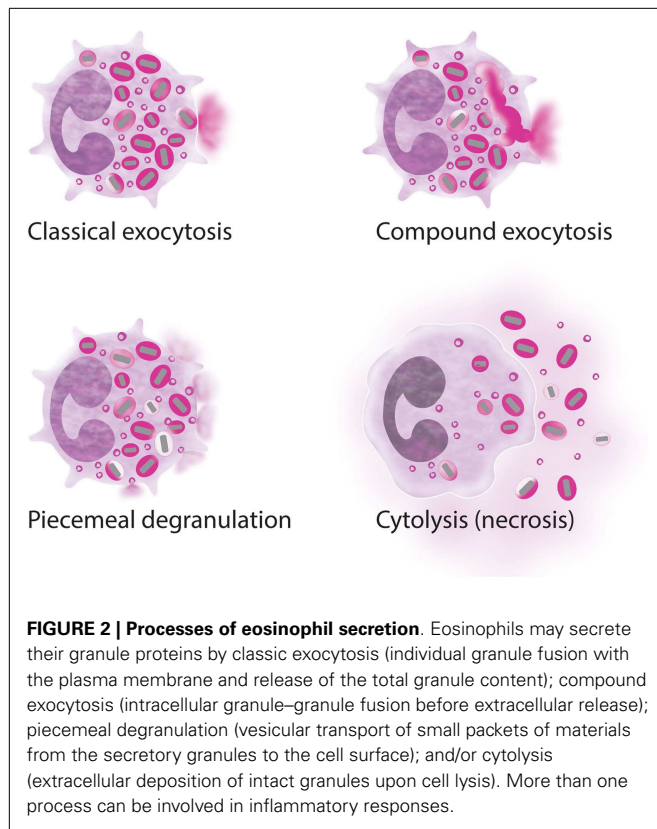 Classical exocytosis
Compound exocytosis
Piecemeal degranulation
Cytolysis (necrosis)
FIGURE 2 | Processes of eosinophil secretion. Eosinophils may secrete
their granule proteins by classic exocytosis (individual granule fusion with
the plasma membrane and release of the total granule content); compound
exocytosis (intracellular granule–granule fusion before extracellular release);
piecemeal degranulation (vesicular transport of small packets of materials
from the secretory granules to the cell surface); and/or cytolysis
(extracellular deposition of intact granules upon cell lysis). More than one
process can be involved in inflammatory responses.